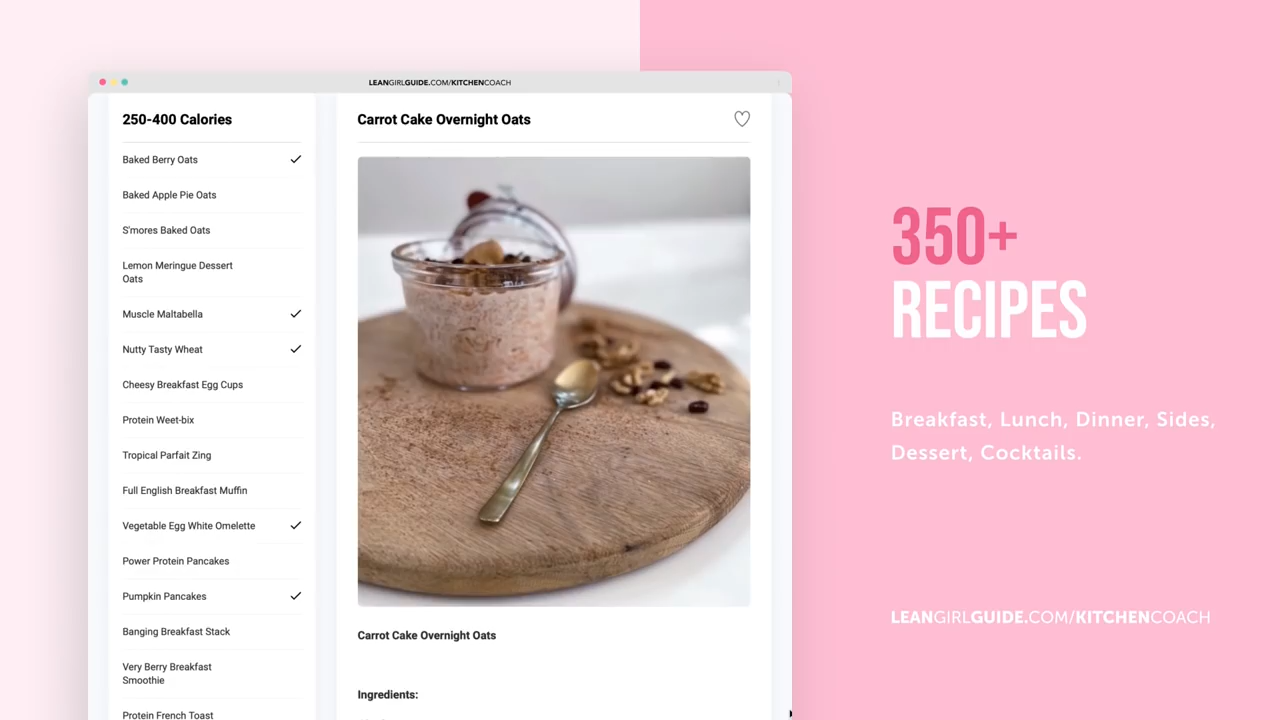 LEANGIRLGUIDE.COM/KITCHENCOACH
250-400 Calories
Baked Berry Oats
Baked Apple Pie Oats
S'mores Baked Oats
Lemon Meringue Dessert
Oats
Muscle Maltabella
Nutty Tasty Wheat
Cheesy Breakfast Egg Cups
Protein Weet-bix
Tropical Parfait Zing
Full English Breakfast Muffin
Vegetable Egg White Omelette
Power Protein Pancakes
Pumpkin Pancakes
Banging Breakfast Stack
Very Berry Breakfast
Smoothie
Protein French Toast
Carrot Cake Overnight Oats
Carrot Cake Overnight Oats
Ingredients:
350+
RECIPES
Breakfast, Lunch, Dinner, Sides,
Dessert, Cocktails.
LEANGIRLGUIDE.COM/KITCHENCOACH